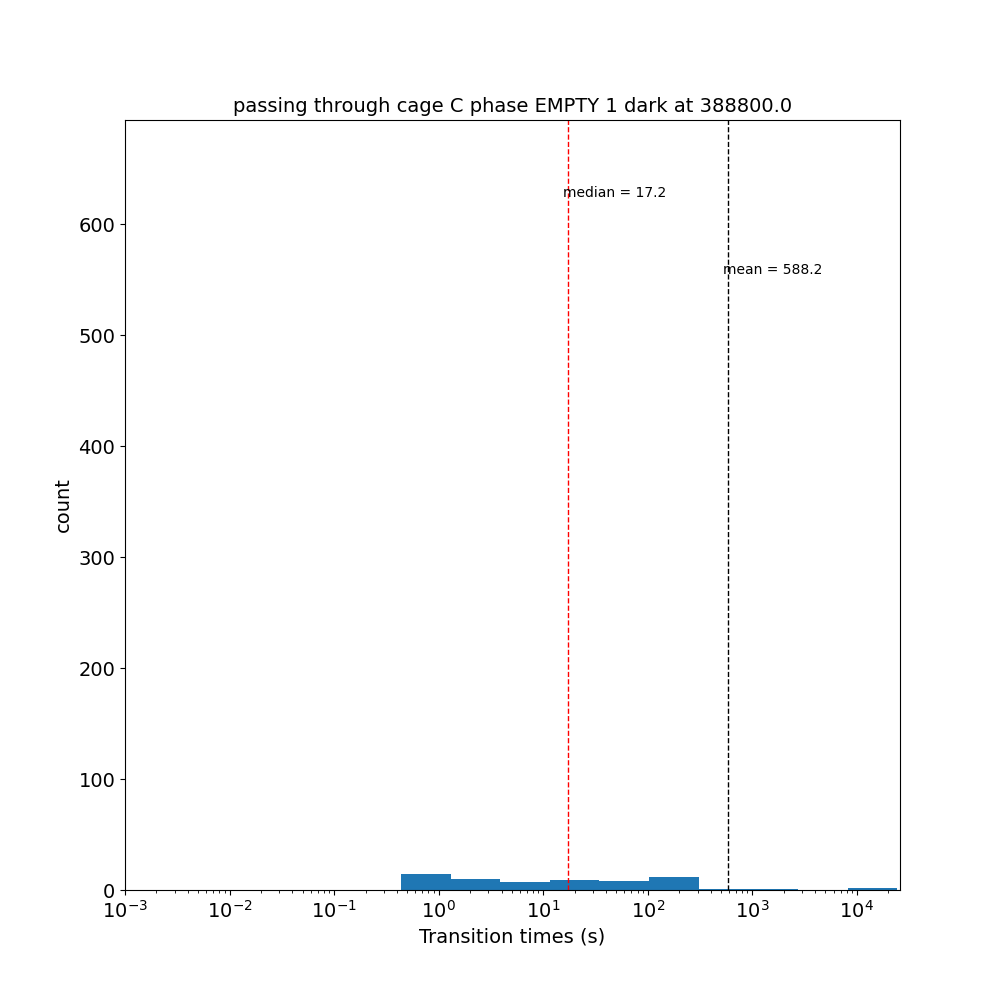 passing through cage C phase EMPTY 1 dark at 388800.0
median = 17.2
mean = 588.2
600
500
400
300
200
100
0
count
10⁻³ 10⁻² 10⁻¹ 10⁰ 10¹ 10² 10³ 10⁴
Transition times (s)